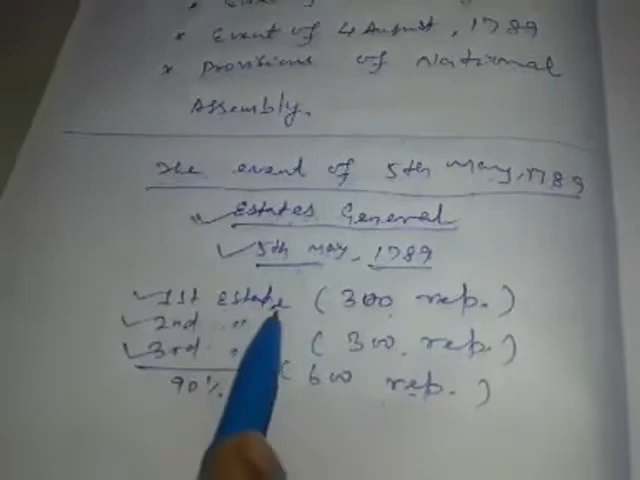 * Event of 4 August, 1789
* Provisions of National
Assembly.
The event of 5th May, 1789
Estates General
5th May, 1789
1st Estate (300 rep.)
2nd " (300 rep.)
3rd " (600 rep.)
90%